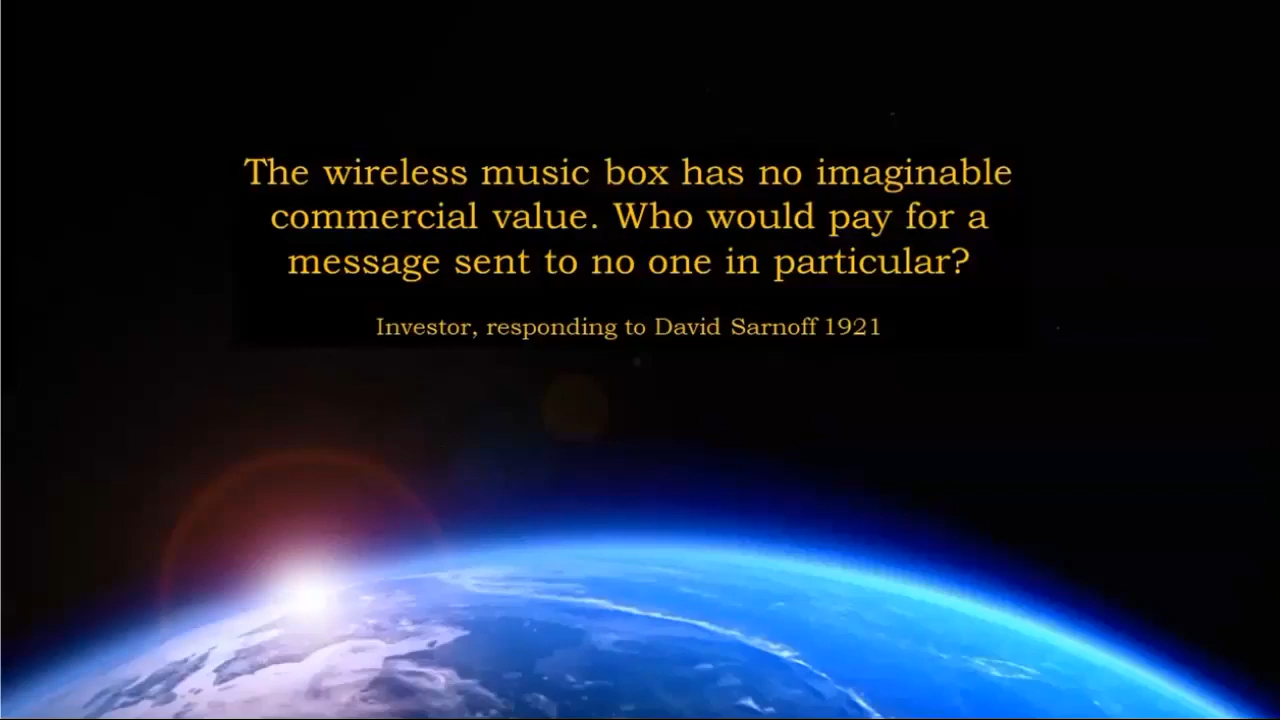 The wireless music box has no imaginable
commercial value. Who would pay for a
message sent to no one in particular?
Investor, responding to David Sarnoff 1921